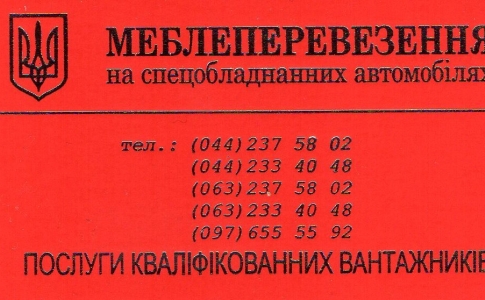 МЕБЛЕПЕРЕВЕЗЕННЯ
на спецобладнанних автомобілях
тел.: (044)237 58 02
(044)233 40 48
(063)237 58 02
(063)233 40 48
(097)655 55 92
ПОСЛУГИ КВАЛІФІКОВАННИХ ВАНТАЖНИКІВ